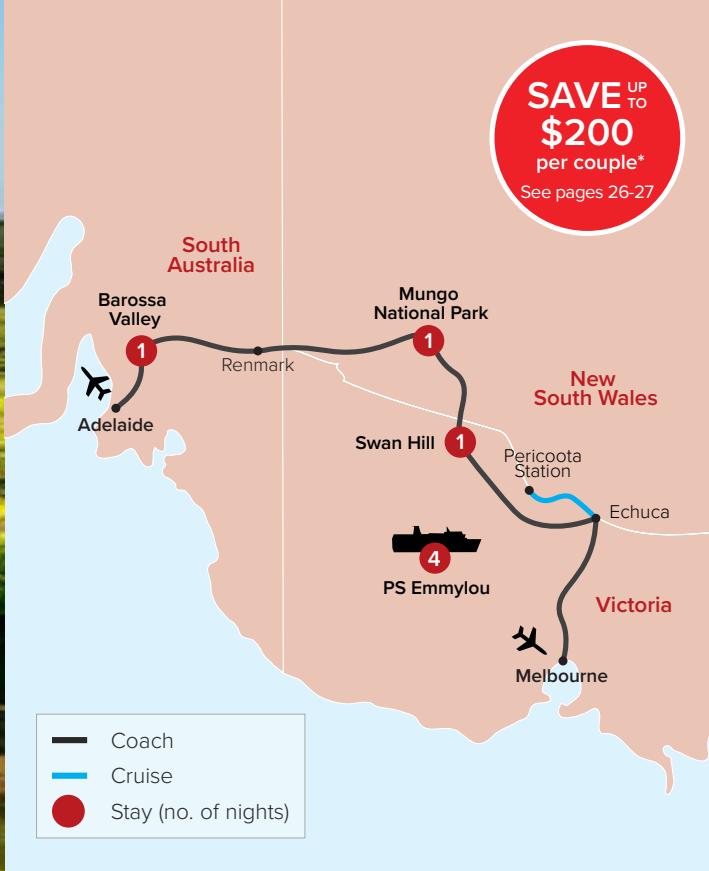 SAVE UP TO
$200
per couple*
See pages 26-27
South
Australia
Barossa
Valley
1
Renmark
Adelaide
Mungo
National Park
1
New
South Wales
Swan Hill
1
Pericoota
Station
Echuca
4
PS Emmylou
Victoria
Melbourne
Coach
Cruise
Stay (no. of nights)